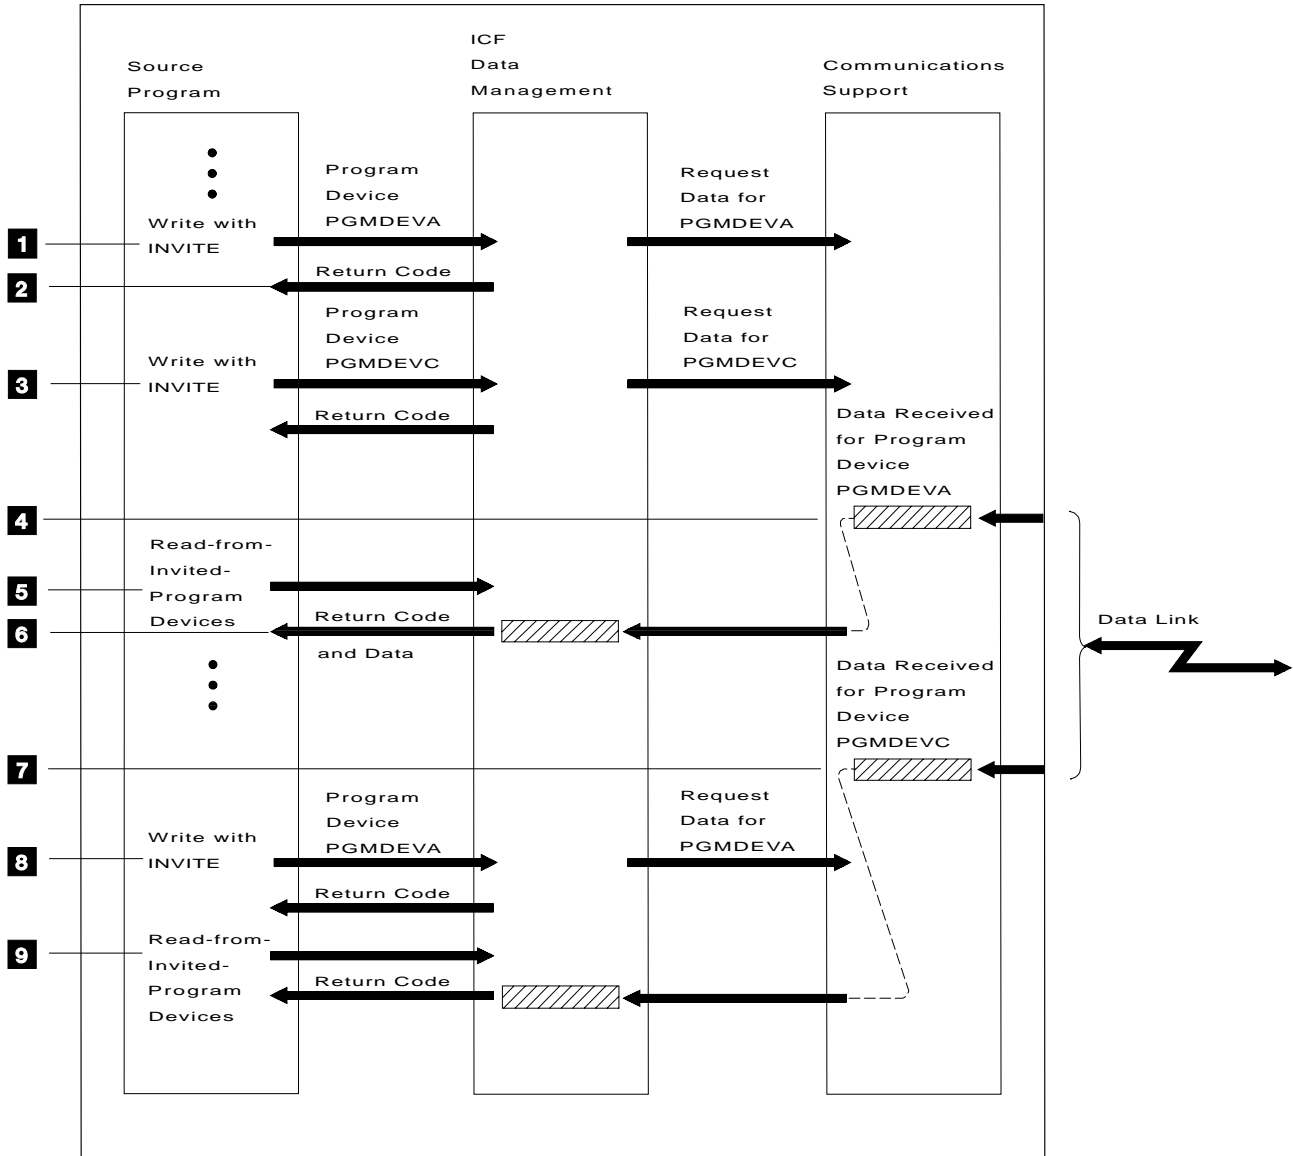 Source
Program
ICF
Data
Management
Communications
Support
Program
Device
PGMDEVA
Request
Data for
PGMDEVA
1
Write with
INVITE
2
Return Code
Program
Device
PGMDEVC
Request
Data for
PGMDEVC
3
Write with
INVITE
Return Code
Data Received
for Program
Device
PGMDEVA
4
5
Read-from-
Invited-
Program
Devices
6
Return Code
and Data
Data Link
Data Received
for Program
Device
PGMDEVC
7
Program
Device
PGMDEVA
Request
Data for
PGMDEVA
8
Write with
INVITE
Return Code
9
Read-from-
Invited-
Program
Devices
Return Code